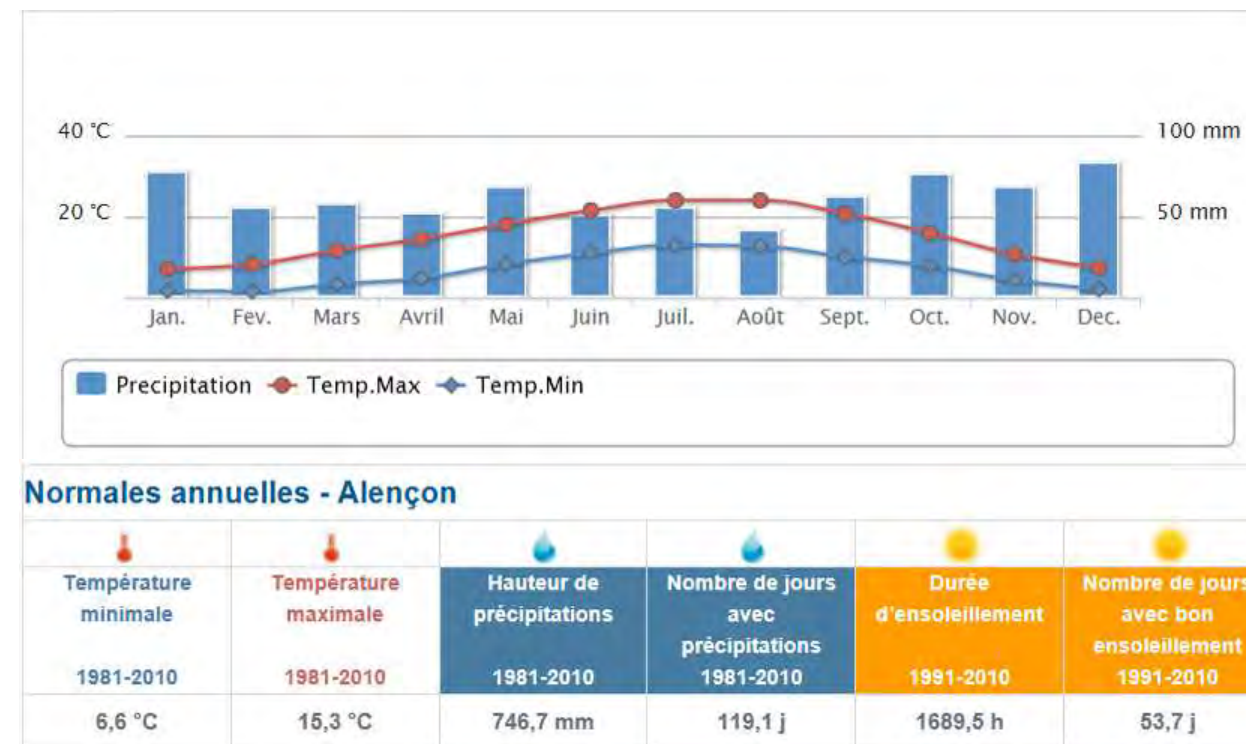 40 °C
100 mm
20 °C
50 mm
Jan. Fev. Mars Avril Mai Juin Juil. Août Sept. Oct. Nov. Dec.
Precipitation Temp.Max Temp.Min
Normales annuelles - Alençon
Température minimale
1981-2010
Température maximale
1981-2010
Hauteur de précipitations
1981-2010
Nombre de jours avec précipitations
1981-2010
Durée d'ensoleillement
1991-2010
Nombre de jours avec bon ensoleillement
1991-2010
6,6 °C 15,3 °C 746,7 mm 119,1 j 1689,5 h 53,7 j